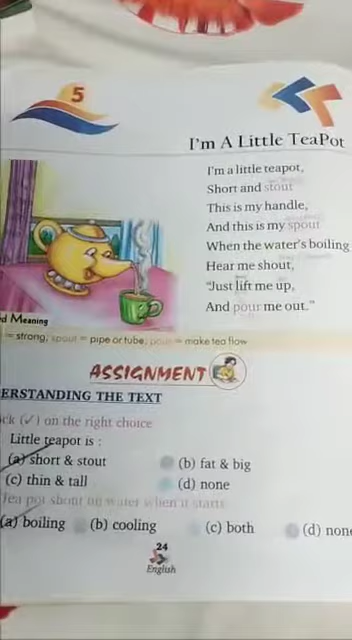 5
I'm A Little TeaPot
I'm a little teapot,
Short and stout
This is my handle,
And this is my spout
When the water's boiling
Hear me shout,
"Just lift me up,
And pour me out."
d Meaning
= strong, spout = pipe or tube, pour = make tea flow
ASSIGNMENT
ERSTANDING THE TEXT
ck (✓) on the right choice
Little teapot is :
(a) short & stout (b) fat & big
(c) thin & tall (d) none
Tea pot shout when it starts
(a) boiling (b) cooling (c) both (d) none
24
English